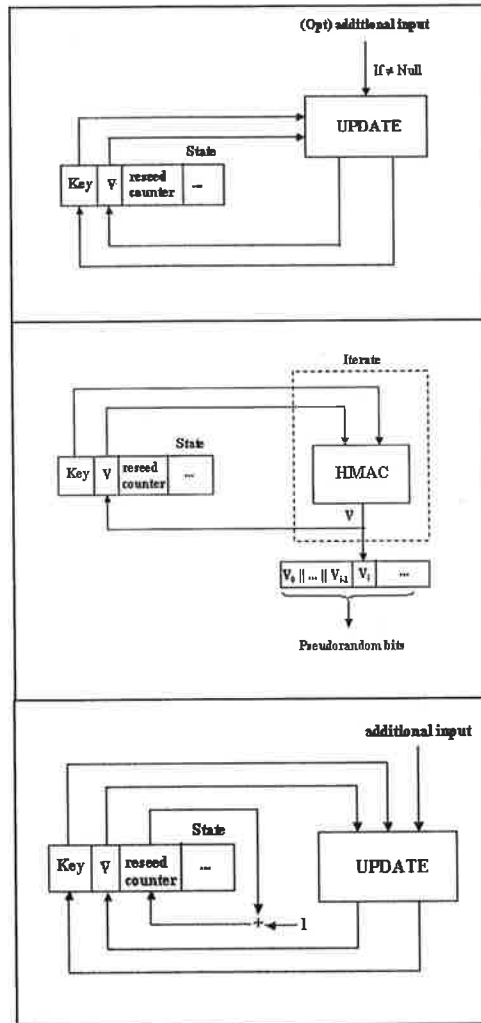 (Opt) additional input
If ≠ Null
UPDATE
State
Key V reseed counter ...
Iterate
State
Key V reseed counter ...
HMAC
V
V₀ || ... || Vᵢ₋₁ Vᵢ ...
Pseudorandom bits
additional input
State
Key V reseed counter ...
UPDATE
+ 1